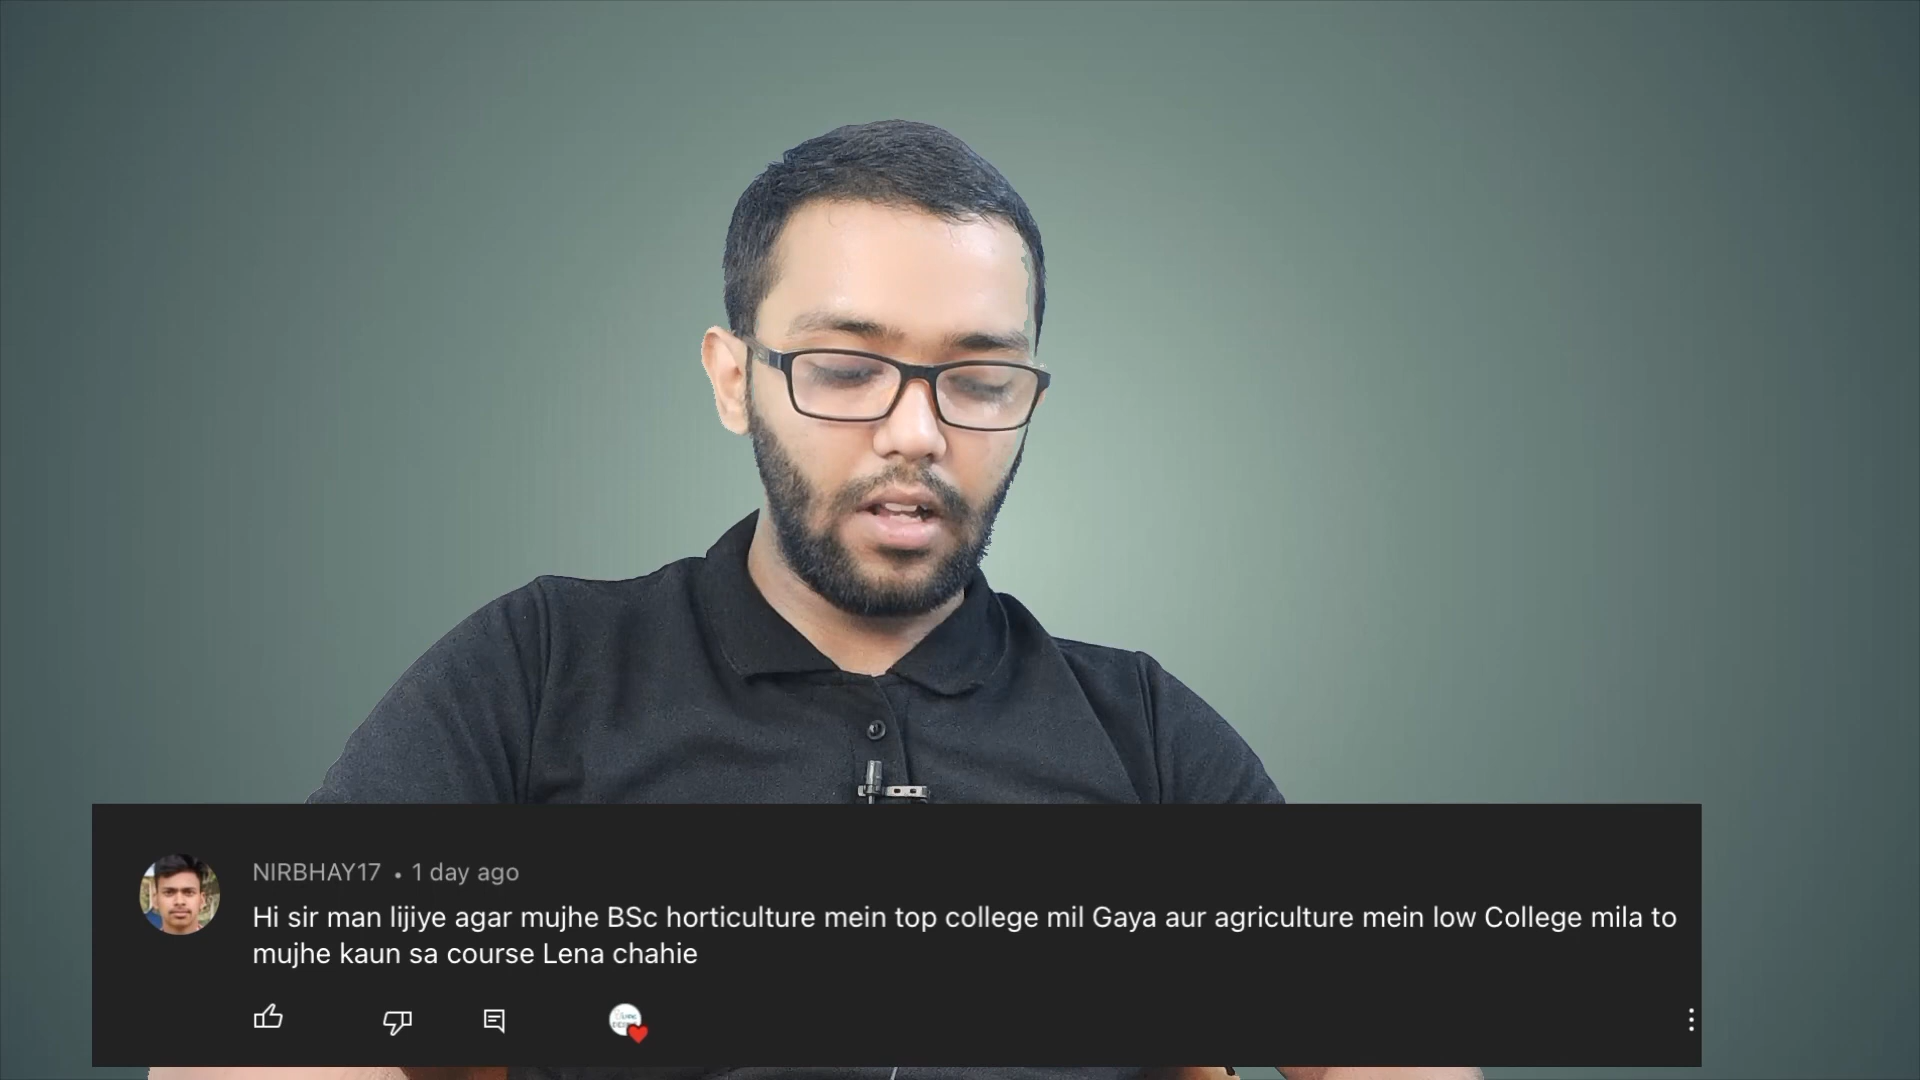 NIRBHAY17 • 1 day ago
Hi sir man lijiye agar mujhe BSc horticulture mein top college mil Gaya aur agriculture mein low College mila to
mujhe kaun sa course Lena chahie